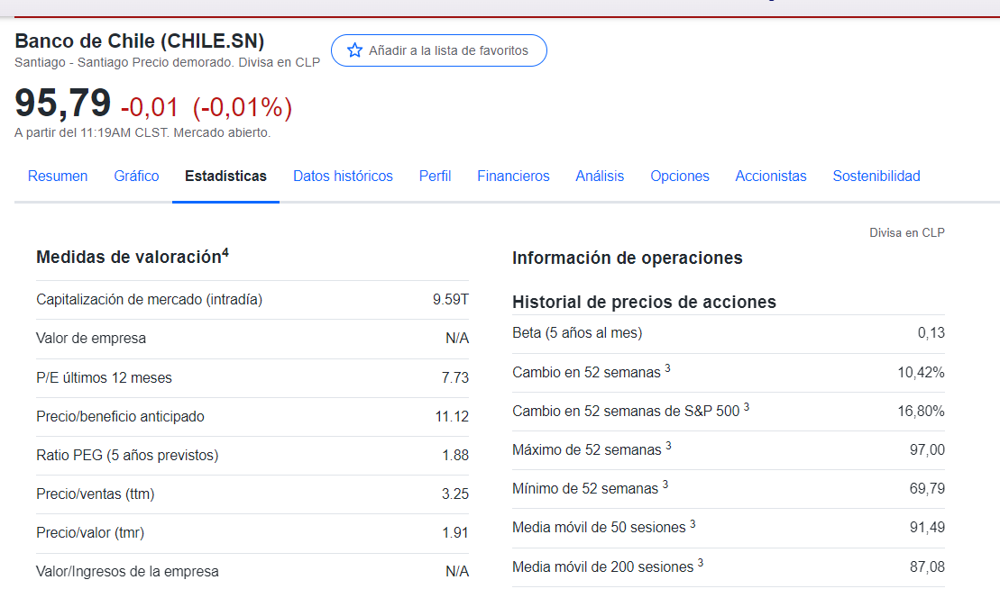 Banco de Chile (CHILE.SN)
Santiago - Santiago Precio demorado. Divisa en CLP
Añadir a la lista de favoritos
95,79 -0,01 (-0,01%)
A partir del 11:19AM CLST. Mercado abierto.
Resumen Gráfico Estadísticas Datos históricos Perfil Financieros Análisis Opciones Accionistas Sostenibilidad
Divisa en CLP
Medidas de valoración4
Capitalización de mercado (intradía) 9.59T
Valor de empresa N/A
P/E últimos 12 meses 7.73
Precio/beneficio anticipado 11.12
Ratio PEG (5 años previstos) 1.88
Precio/ventas (ttm) 3.25
Precio/valor (tmr) 1.91
Valor/Ingresos de la empresa N/A
Información de operaciones
Historial de precios de acciones
Beta (5 años al mes) 0,13
Cambio en 52 semanas 3 10,42%
Cambio en 52 semanas de S&P 500 3 16,80%
Máximo de 52 semanas 3 97,00
Mínimo de 52 semanas 3 69,79
Media móvil de 50 sesiones 3 91,49
Media móvil de 200 sesiones 3 87,08